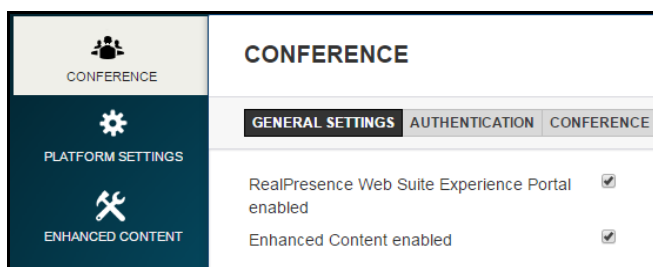 CONFERENCE
PLATFORM SETTINGS
ENHANCED CONTENT
CONFERENCE
GENERAL SETTINGS AUTHENTICATION CONFERENCE
RealPresence Web Suite Experience Portal
enabled
Enhanced Content enabled